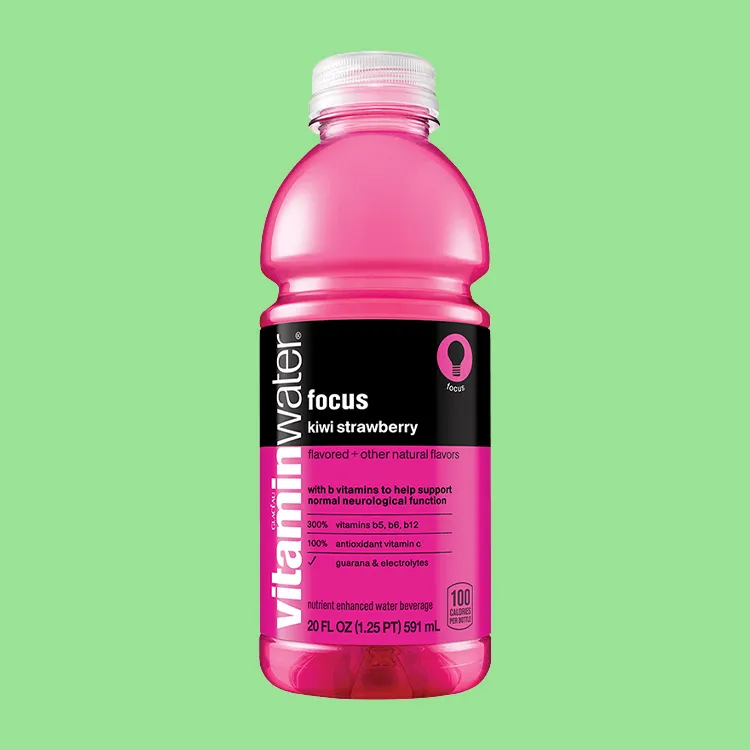 vitaminwater®
GLACÉAU
focus
focus
kiwi strawberry
flavored + other natural flavors
with b vitamins to help support
normal neurological function
300% vitamins b5, b6, b12
100% antioxidant vitamin c
✓ guarana & electrolytes
nutrient enhanced water beverage
20 FL OZ (1.25 PT) 591 mL
100
CALORIES
PER BOTTLE